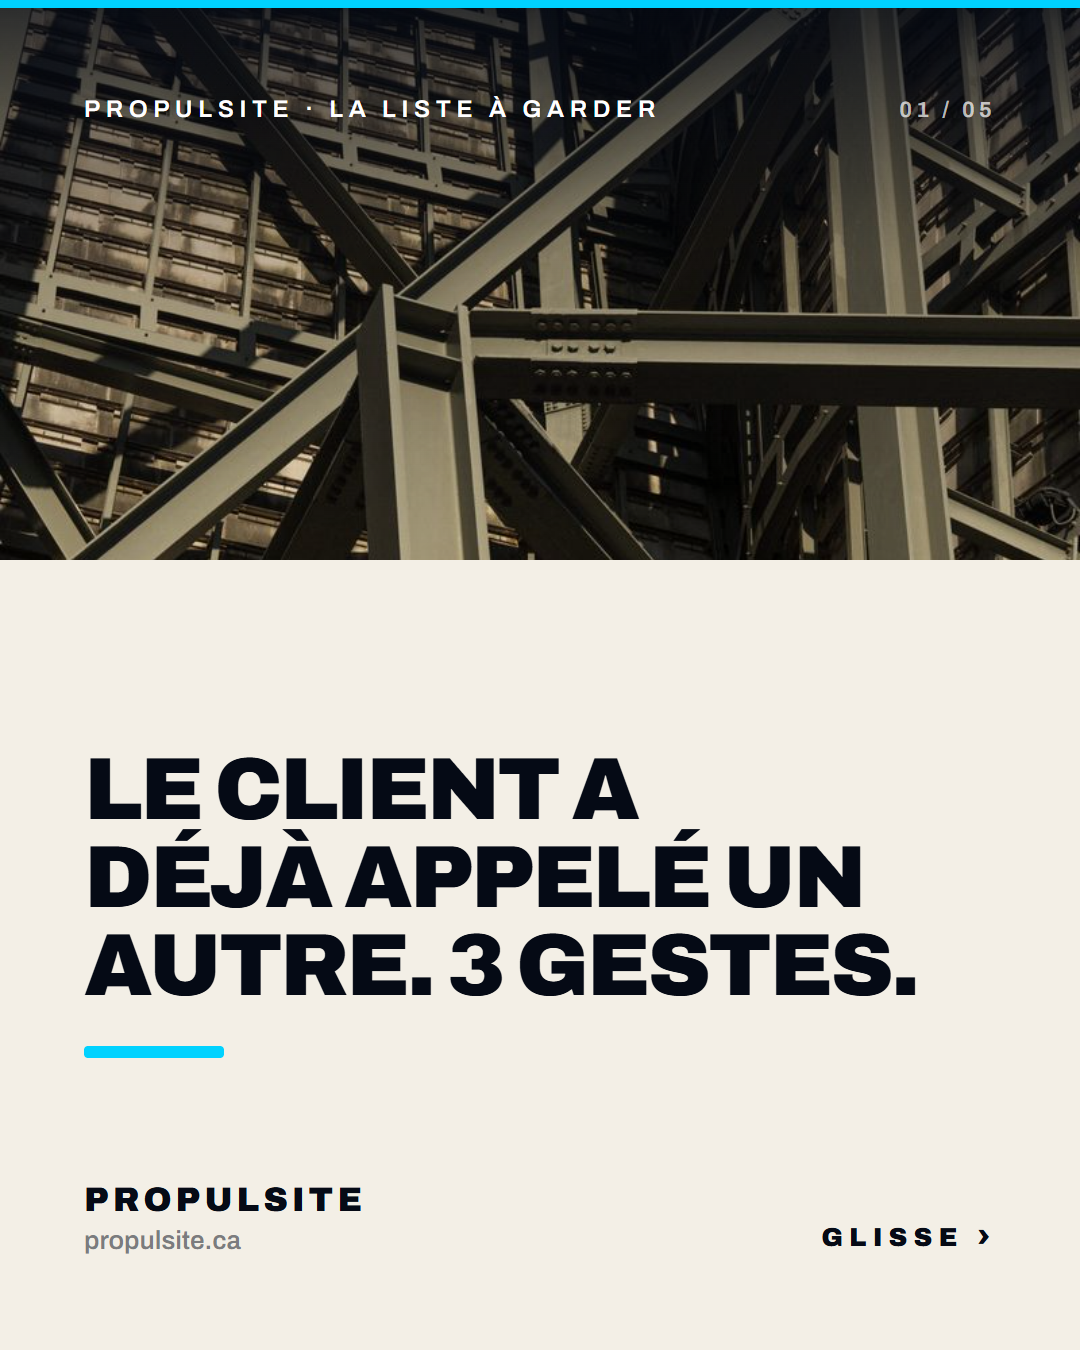 PROPULSITE · LA LISTE À GARDER
01 / 05
LE CLIENT A
DÉJÀ APPELÉ UN
AUTRE. 3 GESTES.
PROPULSITE
propulsite.ca
GLISSE ›